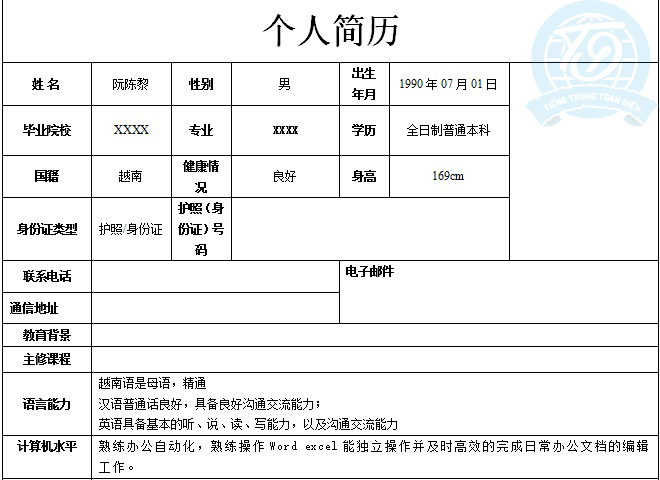 个人简历
姓 名 阮陈黎 性别 男 出生年月 1990 年 07 月 01 日
毕业院校 XXXX 专业 xxxx 学历 全日制普通本科
国籍 越南 健康情况 良好 身高 169cm
身份证类型 护照/身份证 护照（身份证）号码
联系电话 电子邮件
通信地址
教育背景
主修课程
语言能力 越南语是母语，精通
汉语普通话良好，具备良好沟通交流能力；
英语具备基本的听、说、读、写能力，以及沟通交流能力
计算机水平 熟练办公自动化，熟练操作 Word excel 能独立操作并及时高效的完成日常办公文档的编辑
工作。
TIẾNG TRUNG TOÀN DIỆN